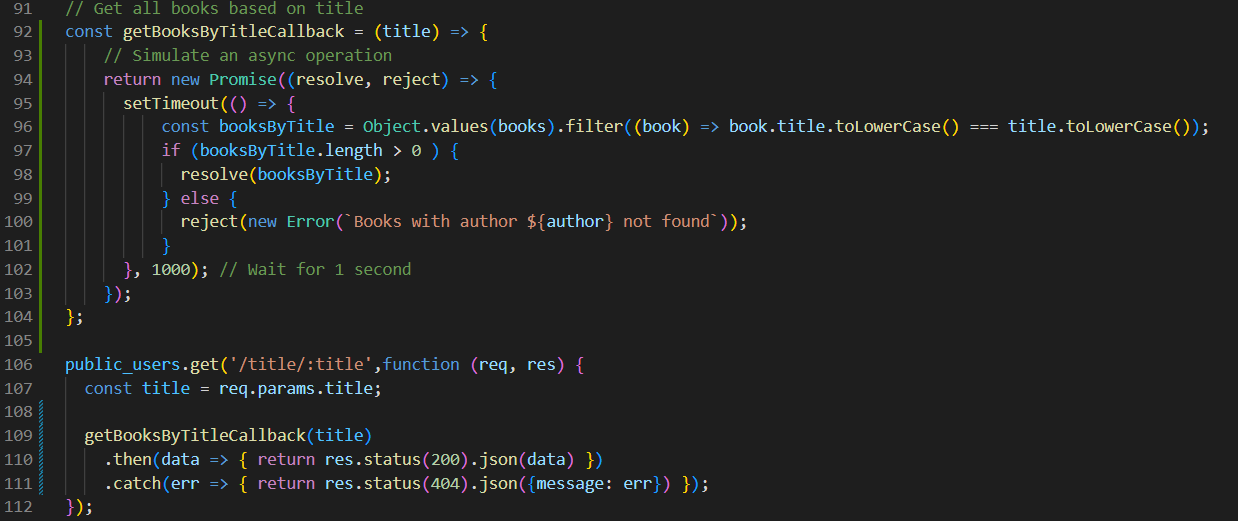 91 // Get all books based on title
92 const getBooksByTitleCallback = (title) => {
93 // Simulate an async operation
94 return new Promise((resolve, reject) => {
95 setTimeout(() => {
96 const booksByTitle = Object.values(books).filter((book) => book.title.toLowerCase() === title.toLowerCase());
97 if (booksByTitle.length > 0 ) {
98 resolve(booksByTitle);
99 } else {
100 reject(new Error(`Books with author ${author} not found`));
101 }
102 }, 1000); // Wait for 1 second
103 });
104 };
105
106 public_users.get('/title/:title',function (req, res) {
107 const title = req.params.title;
108
109 getBooksByTitleCallback(title)
110 .then(data => { return res.status(200).json(data) })
111 .catch(err => { return res.status(404).json({message: err}) });
112 });